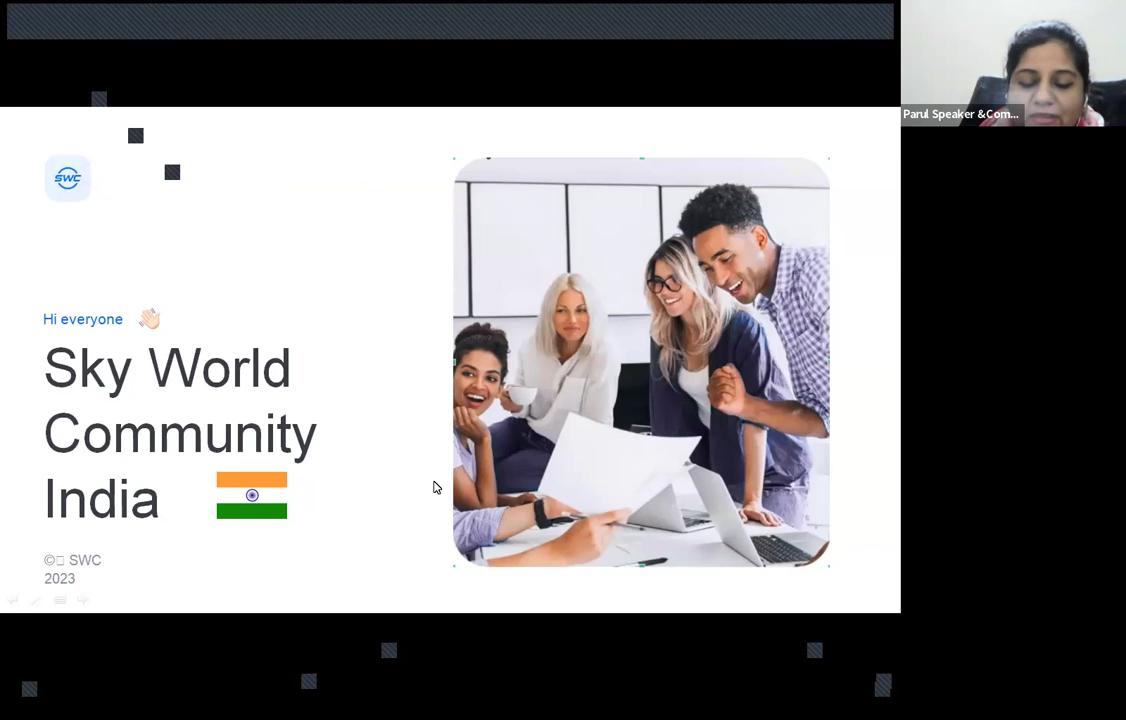 Parul Speaker &Com...
SWC
Hi everyone
Sky World
Community
India
© SWC
2023